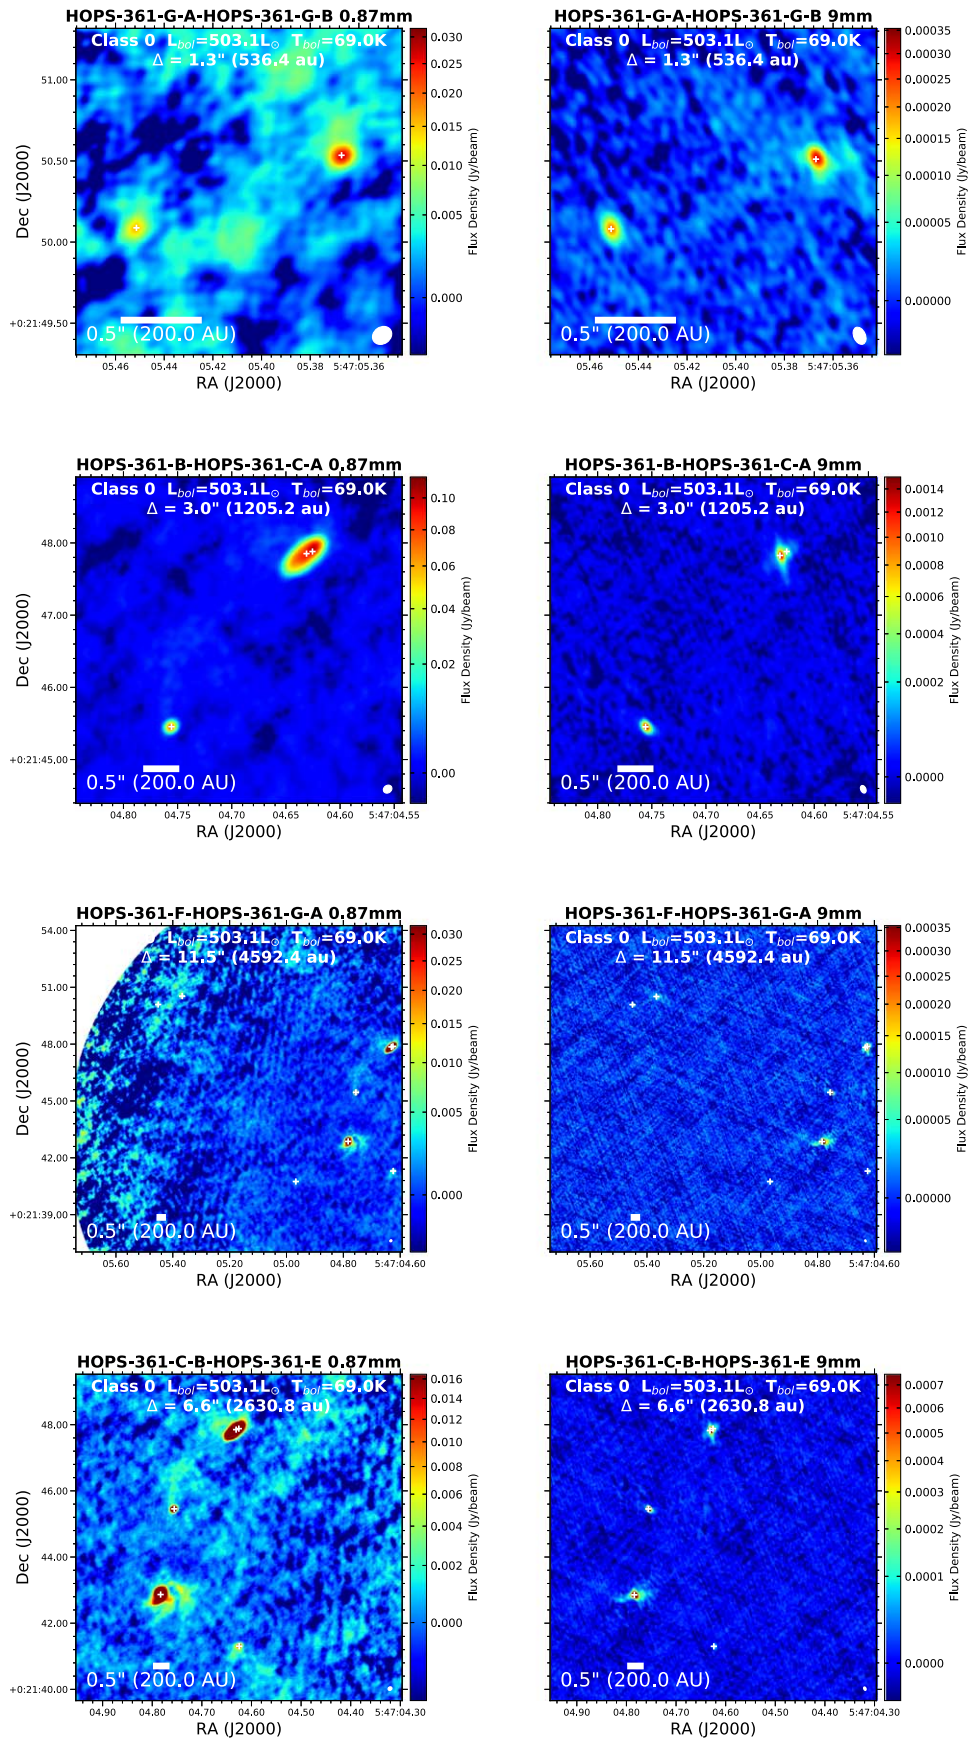 HOPS-361-G-A-HOPS-361-G-B 0.87mm
Class 0 L_bol=503.1L☉ T_bol=69.0K
Δ = 1.3" (536.4 au)
51.00
50.50
50.00
+0:21:49.50
Dec (J2000)
0.5" (200.0 AU)
05.46 05.44 05.42 05.40 05.38 5:47:05.36
RA (J2000)
0.030
0.025
0.020
0.015
0.010
0.005
0.000
Flux Density (Jy/beam)
HOPS-361-G-A-HOPS-361-G-B 9mm
Class 0 L_bol=503.1L☉ T_bol=69.0K
Δ = 1.3" (536.4 au)
0.5" (200.0 AU)
05.46 05.44 05.42 05.40 05.38 5:47:05.36
RA (J2000)
0.00035
0.00030
0.00025
0.00020
0.00015
0.00010
0.00005
0.00000
Flux Density (Jy/beam)
HOPS-361-B-HOPS-361-C-A 0.87mm
Class 0 L_bol=503.1L☉ T_bol=69.0K
Δ = 3.0" (1205.2 au)
48.00
47.00
46.00
+0:21:45.00
Dec (J2000)
0.5" (200.0 AU)
04.80 04.75 04.70 04.65 04.60 5:47:04.55
RA (J2000)
0.10
0.08
0.06
0.04
0.02
0.00
Flux Density (Jy/beam)
HOPS-361-B-HOPS-361-C-A 9mm
Class 0 L_bol=503.1L☉ T_bol=69.0K
Δ = 3.0" (1205.2 au)
0.5" (200.0 AU)
04.80 04.75 04.70 04.65 04.60 5:47:04.55
RA (J2000)
0.0014
0.0012
0.0010
0.0008
0.0006
0.0004
0.0002
0.0000
Flux Density (Jy/beam)
HOPS-361-F-HOPS-361-G-A 0.87mm
L_bol=503.1L☉ T_bol=69.0K
Δ = 11.5" (4592.4 au)
54.00
51.00
48.00
45.00
42.00
+0:21:39.00
Dec (J2000)
0.5" (200.0 AU)
05.60 05.40 05.20 05.00 04.80 5:47:04.60
RA (J2000)
0.030
0.025
0.020
0.015
0.010
0.005
0.000
Flux Density (Jy/beam)
HOPS-361-F-HOPS-361-G-A 9mm
Class 0 L_bol=503.1L☉ T_bol=69.0K
Δ = 11.5" (4592.4 au)
0.5" (200.0 AU)
05.60 05.40 05.20 05.00 04.80 5:47:04.60
RA (J2000)
0.00035
0.00030
0.00025
0.00020
0.00015
0.00010
0.00005
0.00000
Flux Density (Jy/beam)
HOPS-361-C-B-HOPS-361-E 0.87mm
Class 0 L_bol=503.1L☉ T_bol=69.0K
Δ = 6.6" (2630.8 au)
48.00
46.00
44.00
42.00
+0:21:40.00
Dec (J2000)
0.5" (200.0 AU)
04.90 04.80 04.70 04.60 04.50 04.40 5:47:04.30
RA (J2000)
0.016
0.014
0.012
0.010
0.008
0.006
0.004
0.002
0.000
Flux Density (Jy/beam)
HOPS-361-C-B-HOPS-361-E 9mm
Class 0 L_bol=503.1L☉ T_bol=69.0K
Δ = 6.6" (2630.8 au)
0.5" (200.0 AU)
04.90 04.80 04.70 04.60 04.50 04.40 5:47:04.30
RA (J2000)
0.0007
0.0006
0.0005
0.0004
0.0003
0.0002
0.0001
0.0000
Flux Density (Jy/beam)